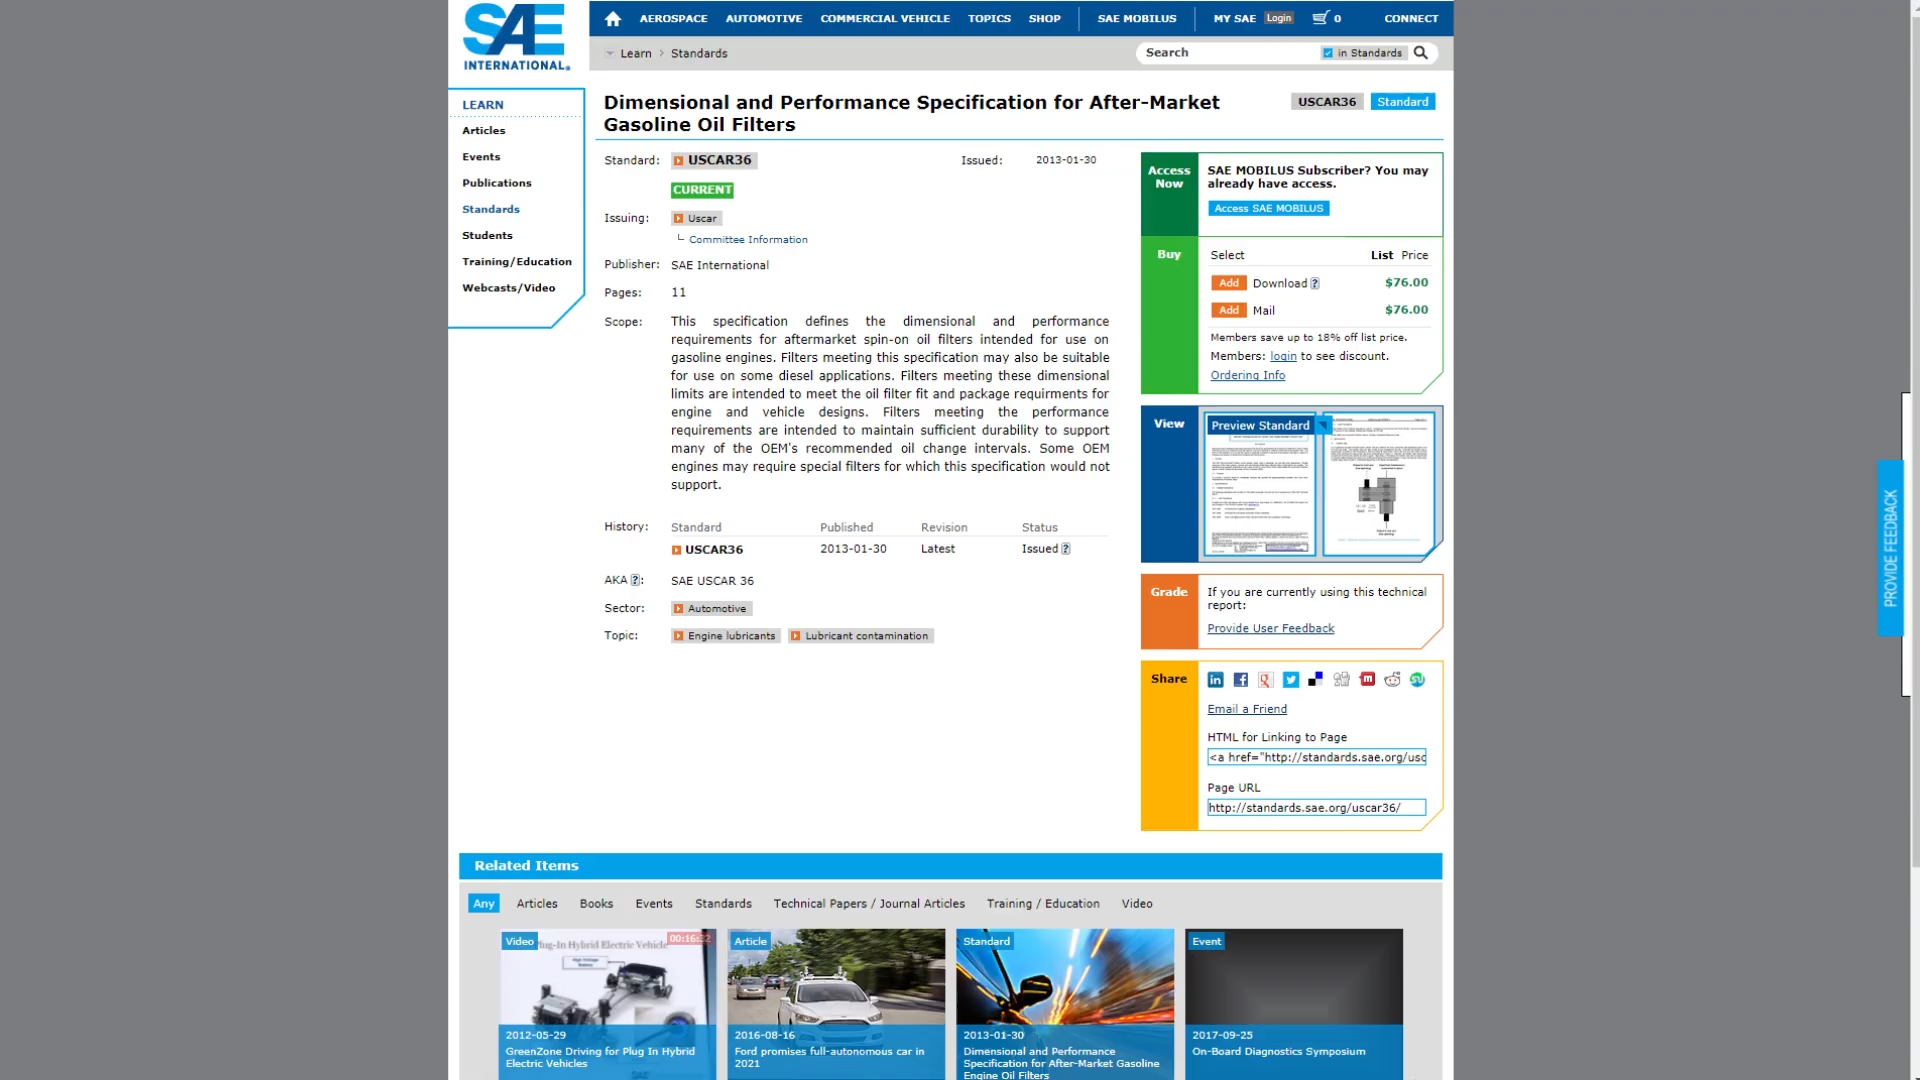 SAE
INTERNATIONAL®
AEROSPACE AUTOMOTIVE COMMERCIAL VEHICLE TOPICS SHOP SAE MOBILUS MY SAE Login 0 CONNECT
Learn > Standards
Search in Standards
LEARN
Articles
Events
Publications
Standards
Students
Training/Education
Webcasts/Video
Dimensional and Performance Specification for After-Market
Gasoline Oil Filters
USCAR36 Standard
Standard: USCAR36 Issued: 2013-01-30
CURRENT
Issuing: Uscar
Committee Information
Publisher: SAE International
Pages: 11
Scope: This specification defines the dimensional and performance
requirements for aftermarket spin-on oil filters intended for use on
gasoline engines. Filters meeting this specification may also be suitable
for use on some diesel applications. Filters meeting these dimensional
limits are intended to meet the oil filter fit and package requirments for
engine and vehicle designs. Filters meeting the performance
requirements are intended to maintain sufficient durability to support
many of the OEM's recommended oil change intervals. Some OEM
engines may require special filters for which this specification would not
support.
History: Standard Published Revision Status
USCAR36 2013-01-30 Latest Issued ?
AKA ?: SAE USCAR 36
Sector: Automotive
Topic: Engine lubricants Lubricant contamination
Access
Now
SAE MOBILUS Subscriber? You may
already have access.
Access SAE MOBILUS
Buy
Select List Price
Add Download ? $76.00
Add Mail $76.00
Members save up to 18% off list price.
Members: login to see discount.
Ordering Info
View
Preview Standard
Grade
If you are currently using this technical
report:
Provide User Feedback
Share
Email a Friend
HTML for Linking to Page
<a href="http://standards.sae.org/usc
Page URL
http://standards.sae.org/uscar36/
PROVIDE FEEDBACK
Related Items
Any Articles Books Events Standards Technical Papers / Journal Articles Training / Education Video
Video Plug-In Hybrid Electric Vehicle 00:16:22
2012-05-29
GreenZone Driving for Plug In Hybrid
Electric Vehicles
Article
2016-08-16
Ford promises full-autonomous car in
2021
Standard
2013-01-30
Dimensional and Performance
Specification for After-Market Gasoline
Engine Oil Filters
Event
2017-09-25
On-Board Diagnostics Symposium